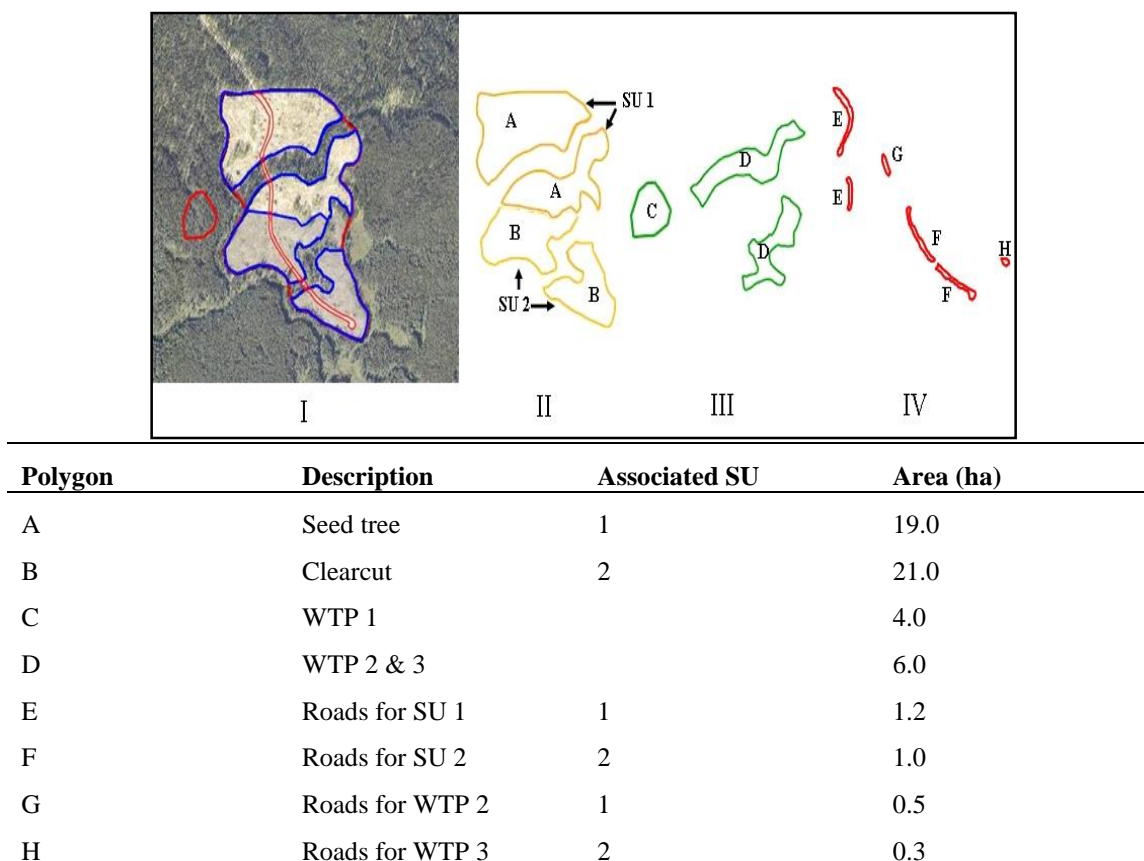 SU 1
A
E
G
D
A
C
E
B
D
F
H
B
F
SU 2
I II III IV
Polygon Description Associated SU Area (ha)
A Seed tree 1 19.0
B Clearcut 2 21.0
C WTP 1 4.0
D WTP 2 & 3 6.0
E Roads for SU 1 1 1.2
F Roads for SU 2 2 1.0
G Roads for WTP 2 1 0.5
H Roads for WTP 3 2 0.3